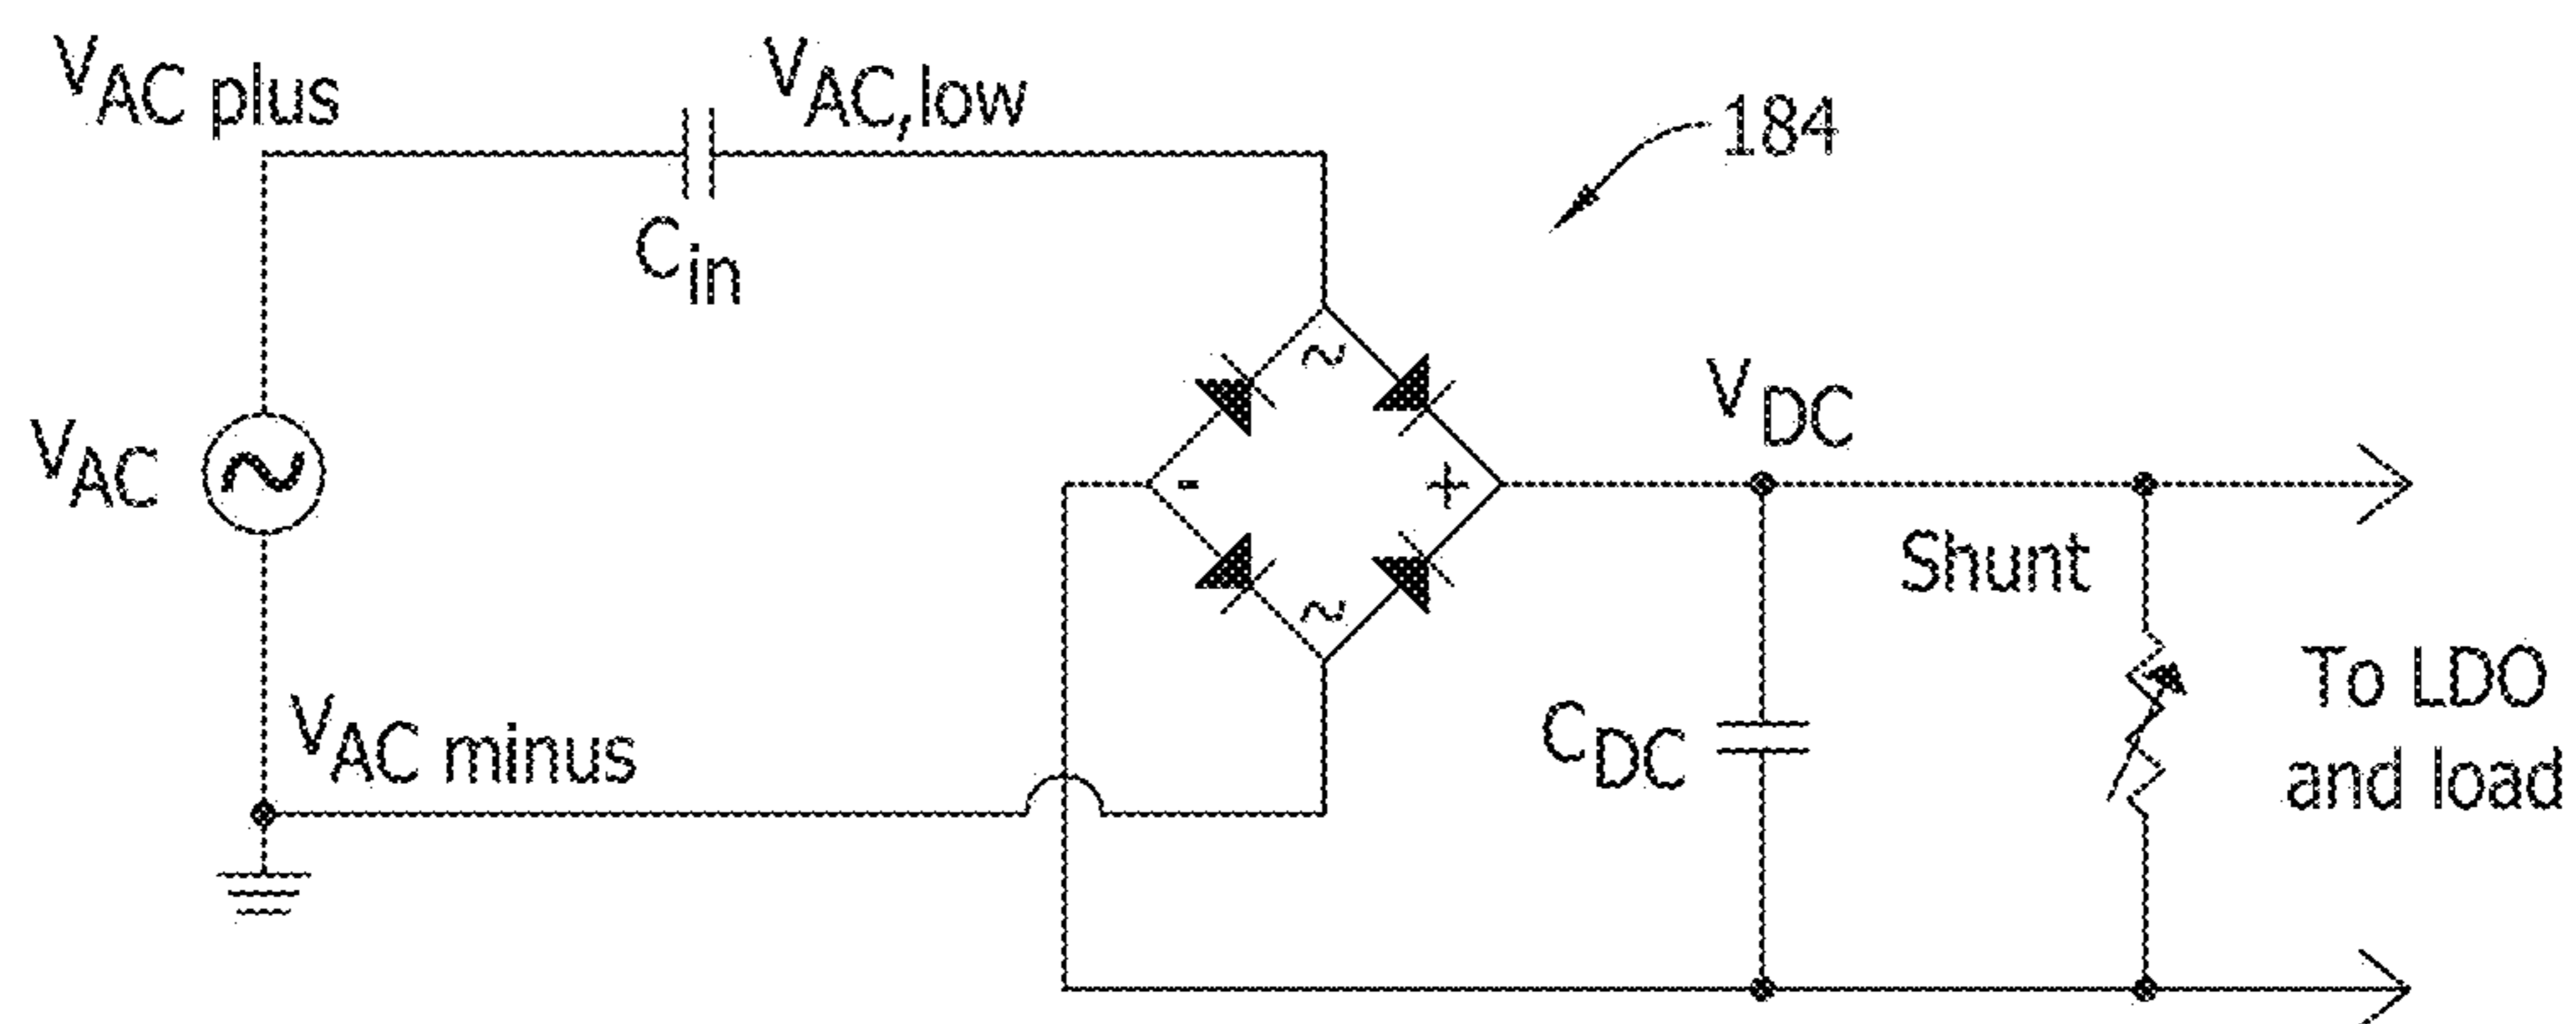 VAC plus
VAC,low
184
Cin
VAC
~
-
+
~
VDC
Shunt
VAC minus
CDC
To LDO
and load